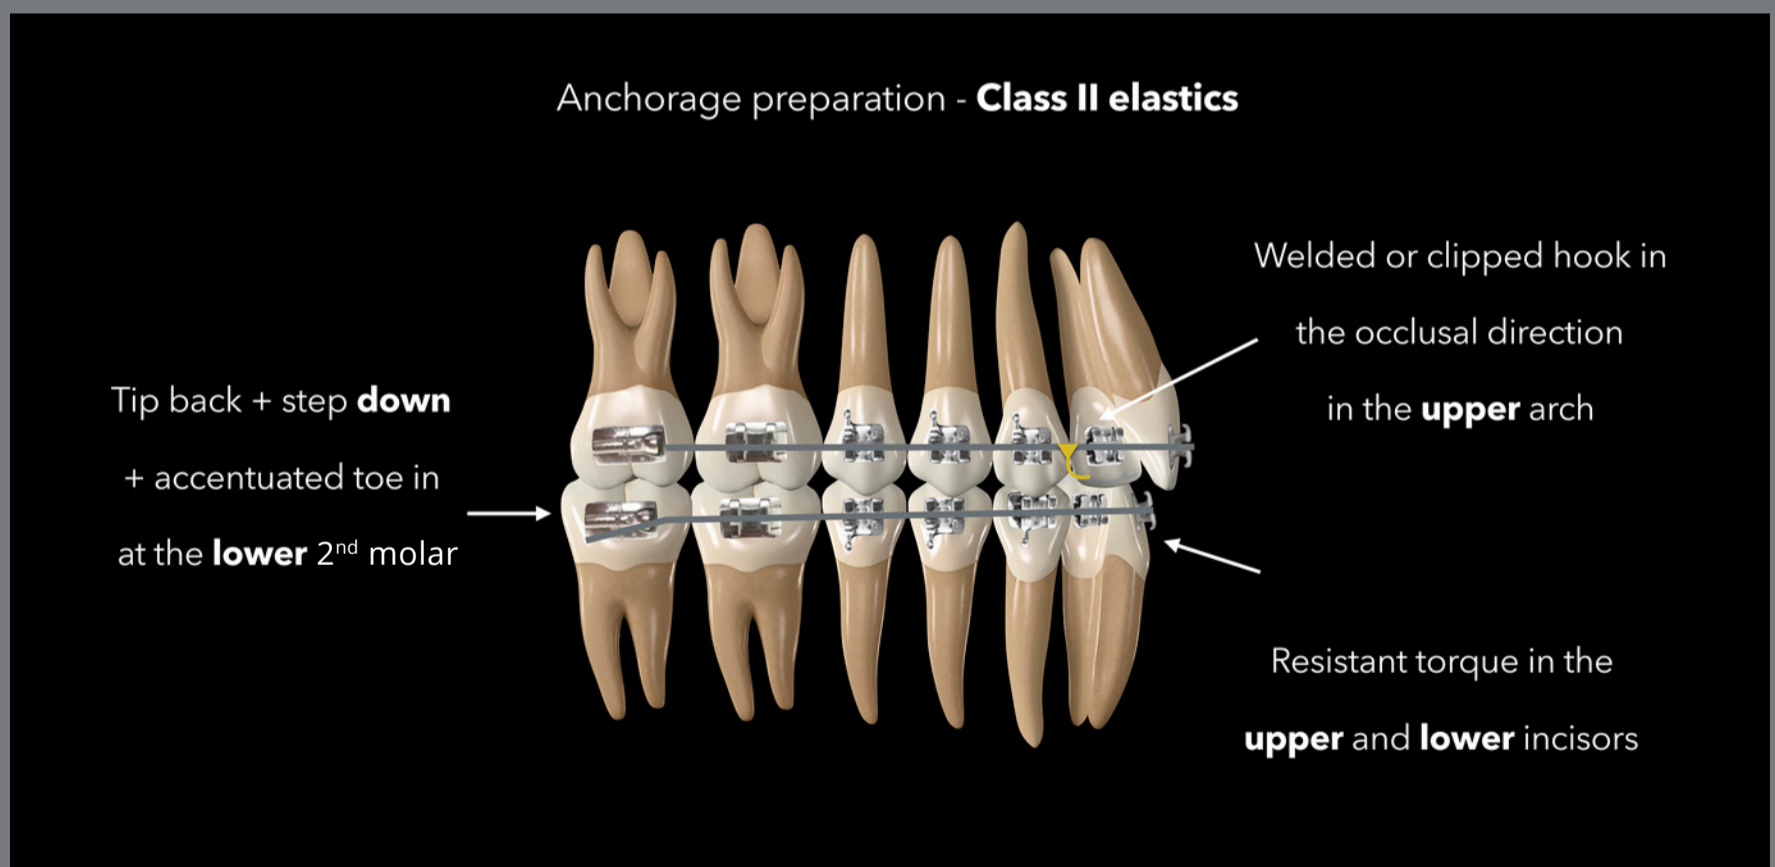 Anchorage preparation - Class II elastics
Welded or clipped hook in
the occlusal direction
in the upper arch
Tip back + step down
+ accentuated toe in
at the lower 2nd molar
Resistant torque in the
upper and lower incisors